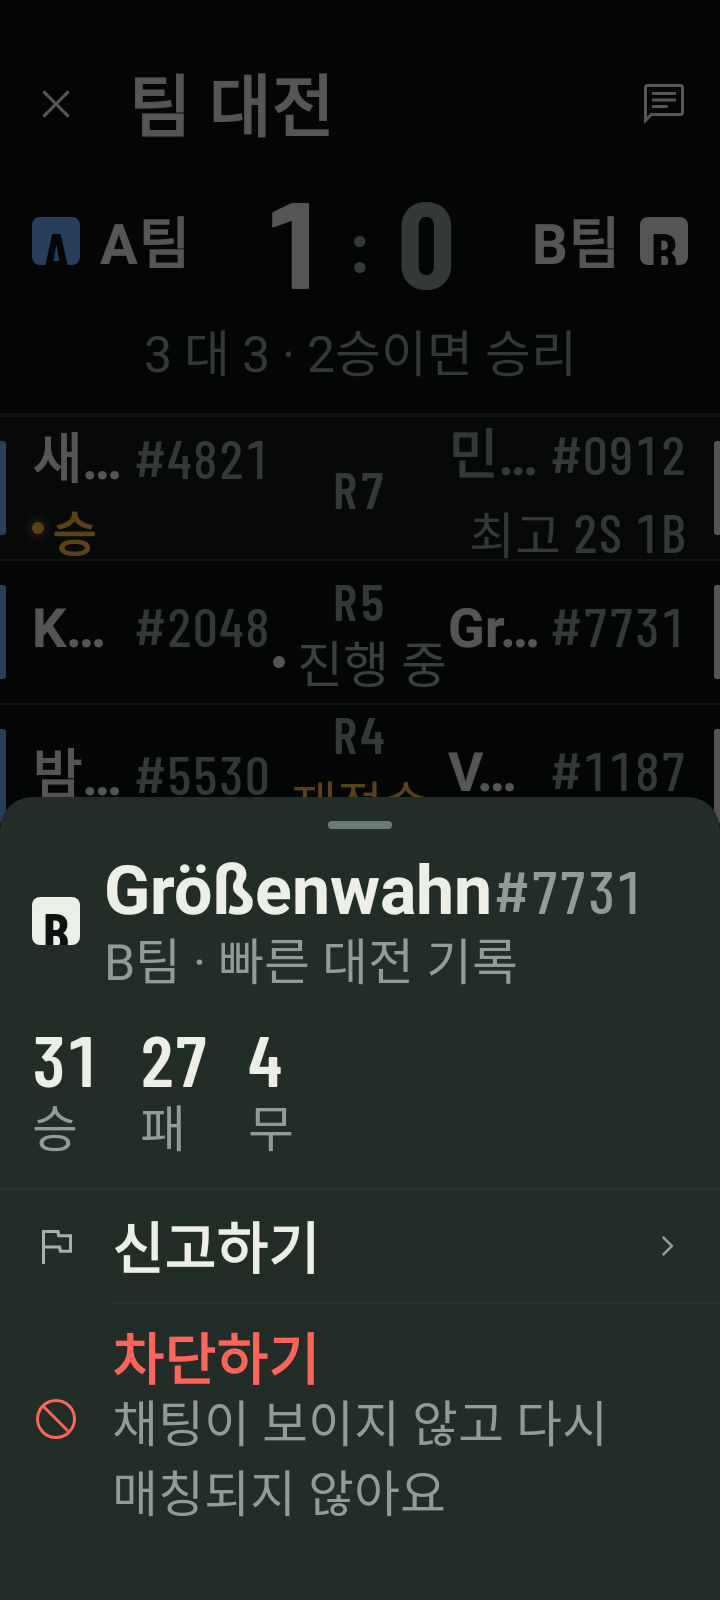 팀 대전
A A팀 1 : 0 B팀 B
3 대 3 · 2승이면 승리
새... #4821 R7 민... #0912
승 최고 2S 1B
K... #2048 R5 Gr... #7731
진행 중
밤... #5530 R4 V... #1187
B Größenwahn#7731
B팀 · 빠른 대전 기록
31 27 4
승 패 무
신고하기
차단하기
채팅이 보이지 않고 다시
매칭되지 않아요